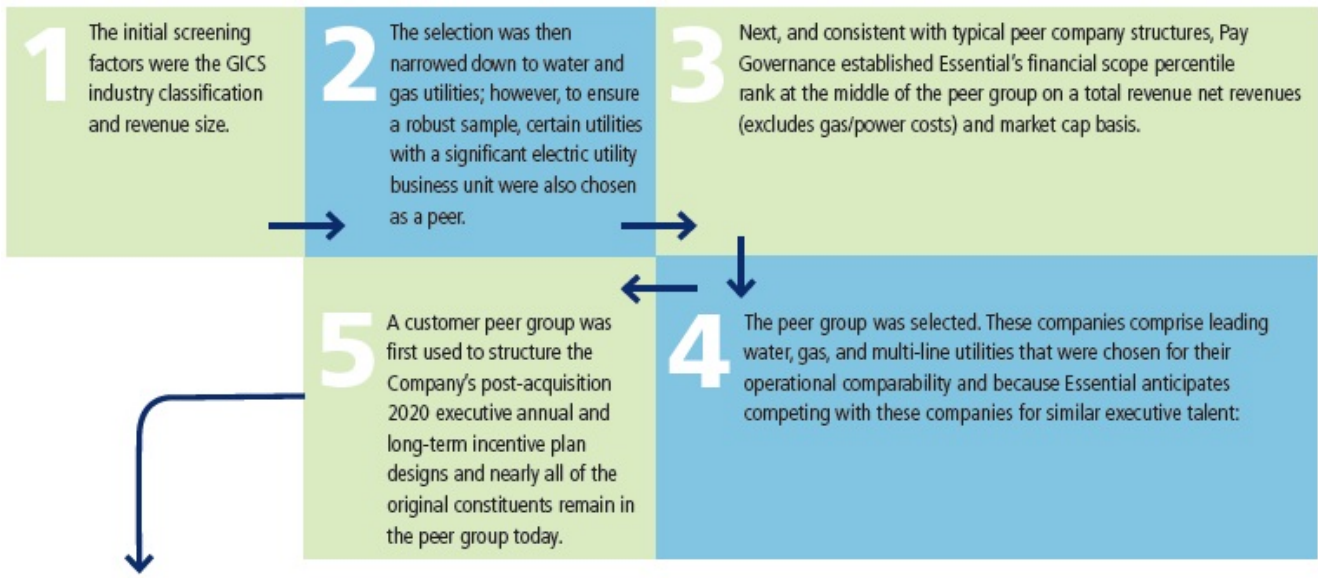 1
The initial screening
factors were the GICS
industry classification
and revenue size.
2
The selection was then
narrowed down to water and
gas utilities; however, to ensure
a robust sample, certain utilities
with a significant electric utility
business unit were also chosen
as a peer.
3
Next, and consistent with typical peer company structures, Pay
Governance established Essential's financial scope percentile
rank at the middle of the peer group on a total revenue net revenues
(excludes gas/power costs) and market cap basis.
4
The peer group was selected. These companies comprise leading
water, gas, and multi-line utilities that were chosen for their
operational comparability and because Essential anticipates
competing with these companies for similar executive talent:
5
A customer peer group was
first used to structure the
Company's post-acquisition
2020 executive annual and
long-term incentive plan
designs and nearly all of the
original constituents remain in
the peer group today.